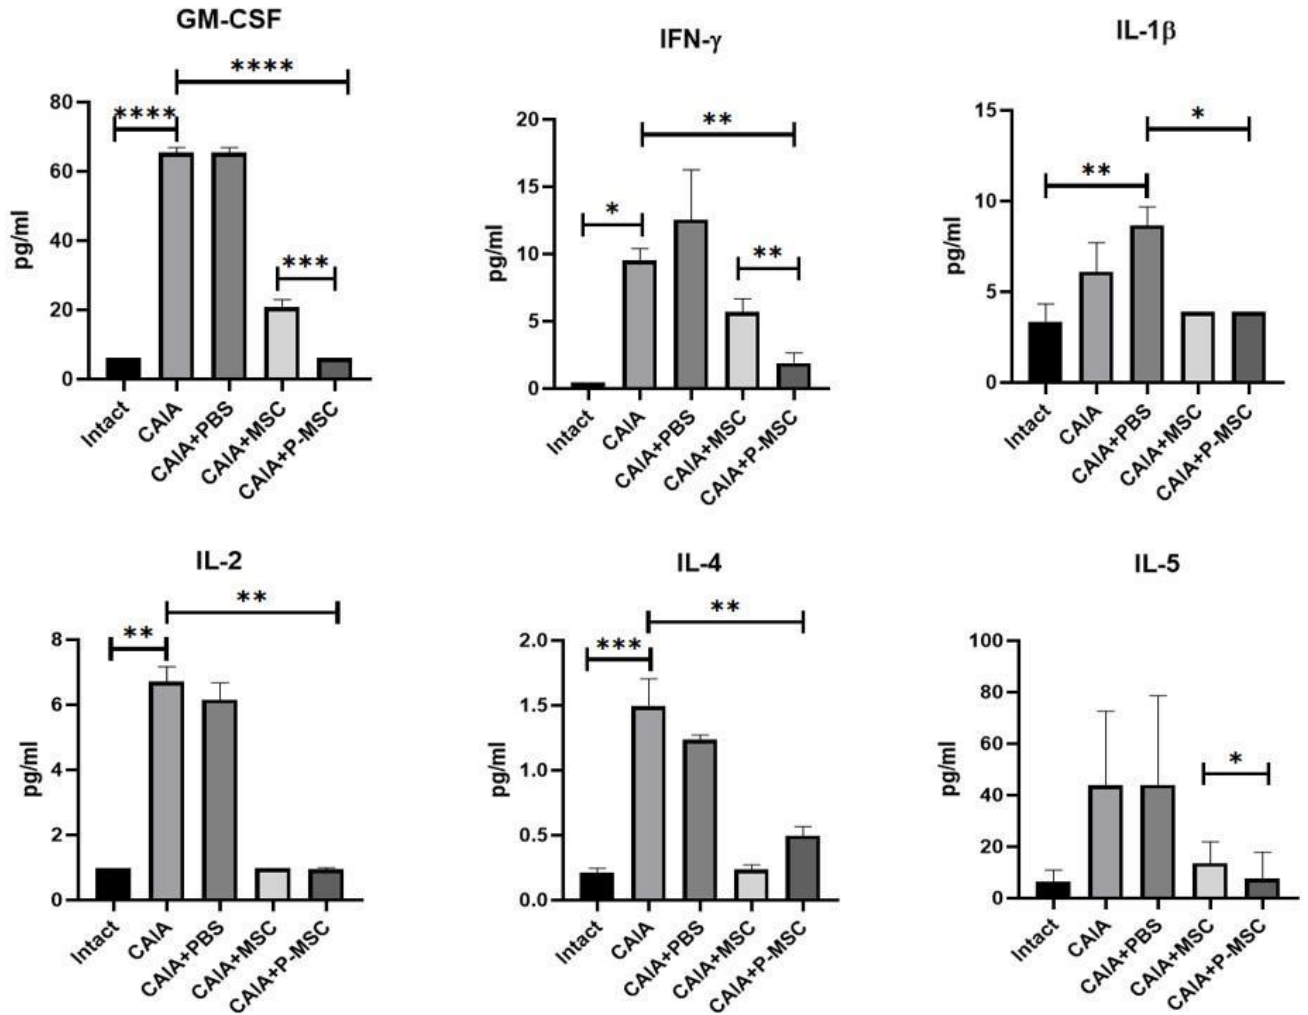 GM-CSF
****
****
***
80
60
40
20
0
pg/ml
Intact
CAIA
CAIA+PBS
CAIA+MSC
CAIA+P-MSC
IFN-γ
**
*
**
20
15
10
5
0
pg/ml
Intact
CAIA
CAIA+PBS
CAIA+MSC
CAIA+P-MSC
IL-1β
*
**
15
10
5
0
pg/ml
Intact
CAIA
CAIA+PBS
CAIA+MSC
CAIA+P-MSC
IL-2
**
**
8
6
4
2
0
pg/ml
Intact
CAIA
CAIA+PBS
CAIA+MSC
CAIA+P-MSC
IL-4
**
***
2.0
1.5
1.0
0.5
0.0
pg/ml
Intact
CAIA
CAIA+PBS
CAIA+MSC
CAIA+P-MSC
IL-5
*
100
80
60
40
20
0
pg/ml
Intact
CAIA
CAIA+PBS
CAIA+MSC
CAIA+P-MSC